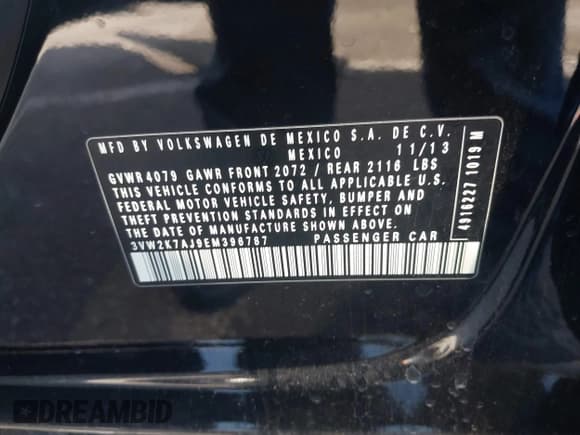 MFD BY VOLKSWAGEN DE MEXICO S.A. DE C.V.
MEXICO 11/13
GVWR4079 GAWR FRONT 2072 / REAR 2116 LBS
THIS VEHICLE CONFORMS TO ALL APPLICABLE U.S.
FEDERAL MOTOR VEHICLE SAFETY, BUMPER AND
THEFT PREVENTION STANDARDS IN EFFECT ON
THE DATE OF MANUFACTURE SHOWN ABOVE.
3VW2K7AJ9EM396787 PASSENGER CAR
4916227 1019 M
DREAMBID